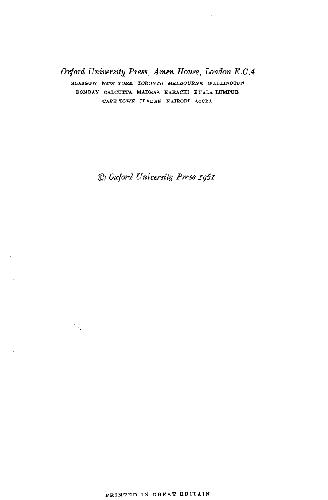 Oxford University Press, Amen House, London E.C.4
GLASGOW NEW YORK TORONTO MELBOURNE WELLINGTON
BOMBAY CALCUTTA MADRAS KARACHI KUALA LUMPUR
CAPE TOWN IBADAN NAIROBI ACCRA
© Oxford University Press 1961
PRINTED IN GREAT BRITAIN